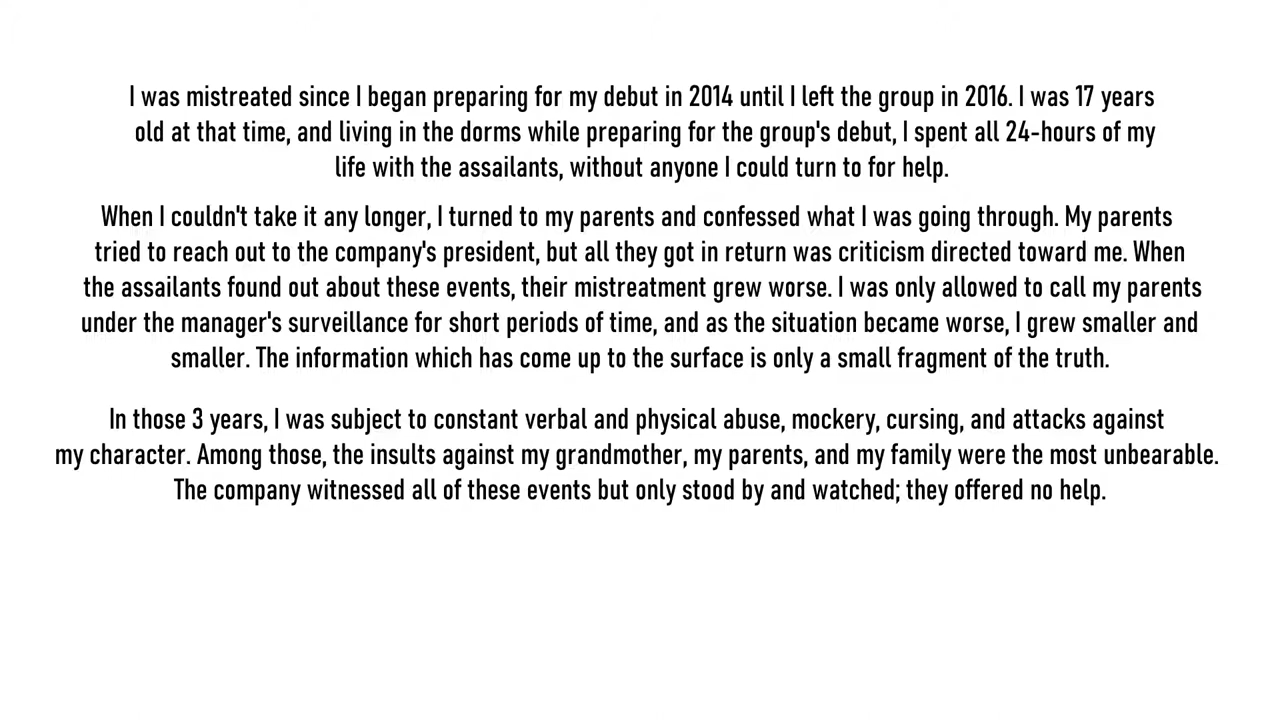 I was mistreated since I began preparing for my debut in 2014 until I left the group in 2016. I was 17 years
old at that time, and living in the dorms while preparing for the group's debut, I spent all 24-hours of my
life with the assailants, without anyone I could turn to for help.
When I couldn't take it any longer, I turned to my parents and confessed what I was going through. My parents
tried to reach out to the company's president, but all they got in return was criticism directed toward me. When
the assailants found out about these events, their mistreatment grew worse. I was only allowed to call my parents
under the manager's surveillance for short periods of time, and as the situation became worse, I grew smaller and
smaller. The information which has come up to the surface is only a small fragment of the truth.
In those 3 years, I was subject to constant verbal and physical abuse, mockery, cursing, and attacks against
my character. Among those, the insults against my grandmother, my parents, and my family were the most unbearable.
The company witnessed all of these events but only stood by and watched; they offered no help.